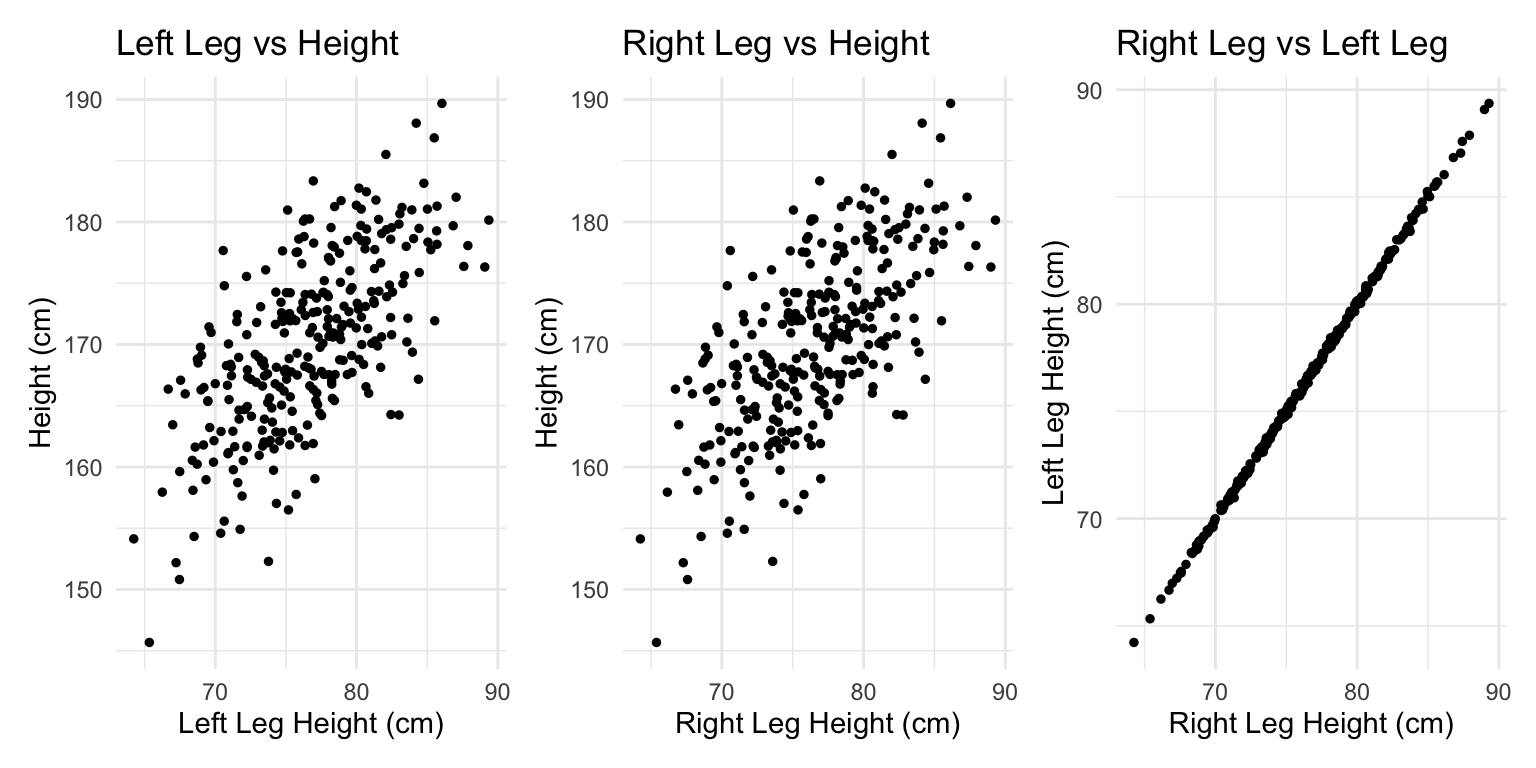 Left Leg vs Height
190
180
170
160
150
70 80 90
Height (cm)
Left Leg Height (cm)
Right Leg vs Height
190
180
170
160
150
70 80 90
Height (cm)
Right Leg Height (cm)
Right Leg vs Left Leg
90
80
70
70 80 90
Left Leg Height (cm)
Right Leg Height (cm)